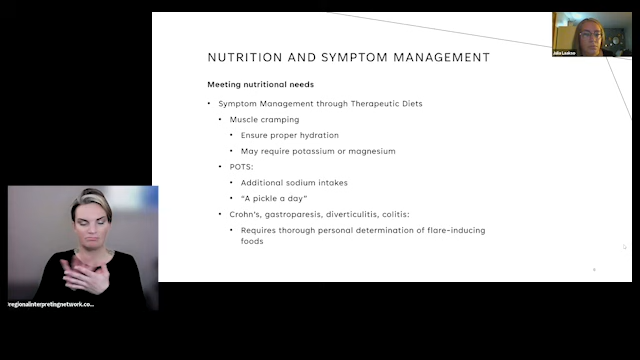 NUTRITION AND SYMPTOM MANAGEMENT
Meeting nutritional needs
• Symptom Management through Therapeutic Diets
• Muscle cramping
• Ensure proper hydration
• May require potassium or magnesium
• POTS:
• Additional sodium intakes
• “A pickle a day”
• Crohn’s, gastroparesis, diverticulitis, colitis:
• Requires thorough personal determination of flare-inducing
foods
regionalinterpretingnetwork.co...